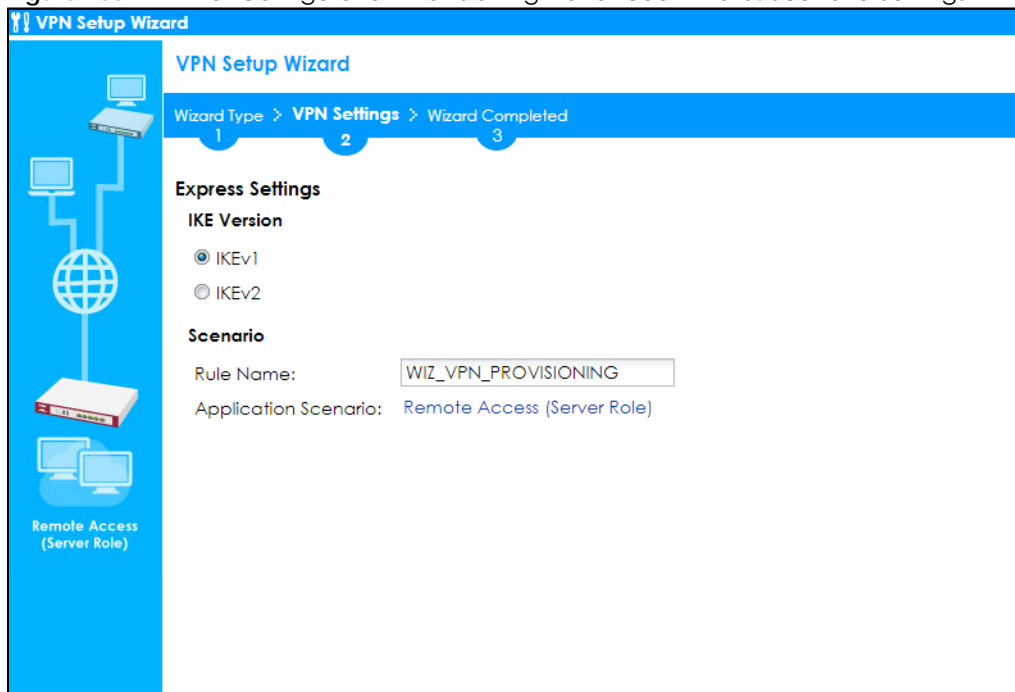 VPN Setup Wizard
VPN Setup Wizard
Wizard Type > VPN Settings > Wizard Completed
1 2 3
Express Settings
IKE Version
IKEv1
IKEv2
Scenario
Rule Name: WIZ_VPN_PROVISIONING
Application Scenario: Remote Access (Server Role)
Remote Access
(Server Role)